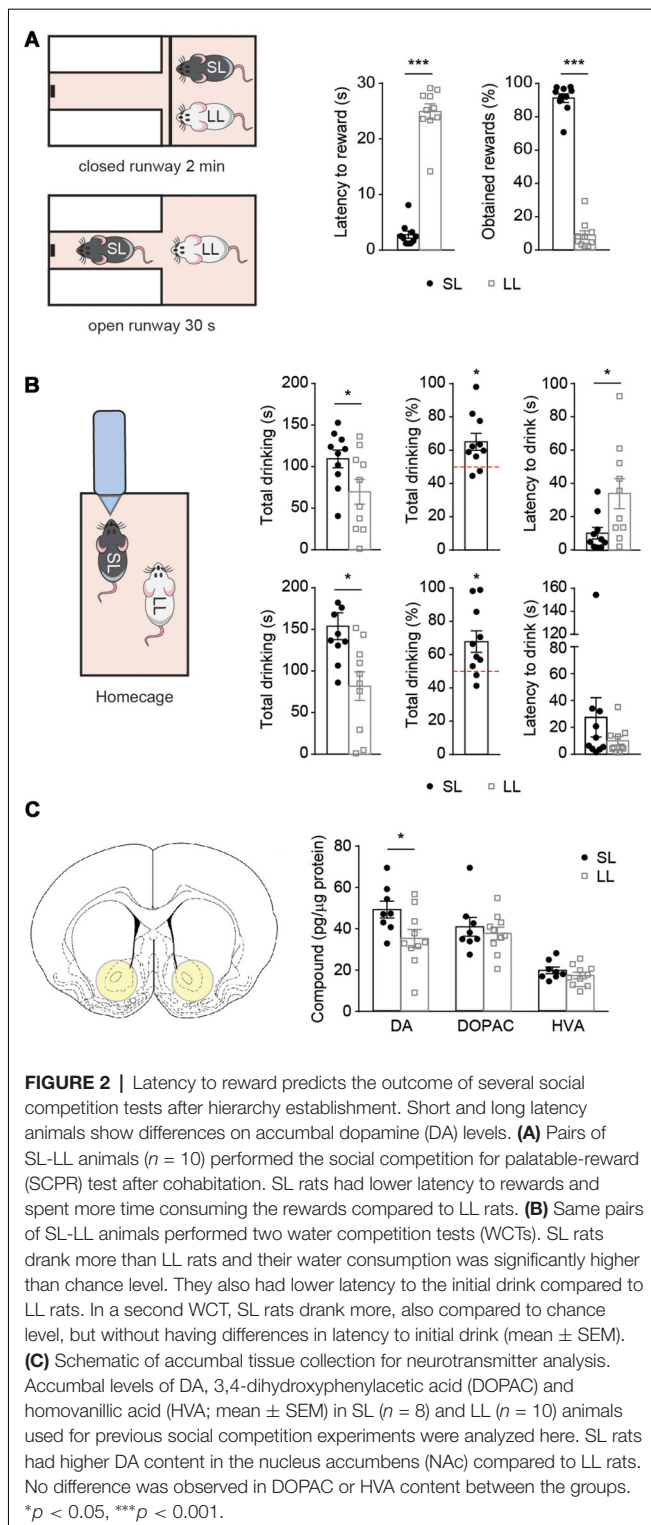 A
SL
LL
closed runway 2 min
SL
LL
open runway 30 s
Latency to reward (s)
30
20
10
0
***
Obtained rewards (%)
100
80
60
40
20
0
***
SL LL
B
SL
LL
Homecage
Total drinking (s)
200
150
100
50
0
*
Total drinking (%)
100
80
60
40
20
0
*
Latency to drink (s)
100
80
60
40
20
0
*
Total drinking (s)
200
150
100
50
0
*
Total drinking (%)
100
80
60
40
20
0
*
Latency to drink (s)
160
120
80
60
40
20
0
SL LL
C
Compound (pg/µg protein)
80
60
40
20
0
*
SL
LL
DA DOPAC HVA
FIGURE 2 | Latency to reward predicts the outcome of several social
competition tests after hierarchy establishment. Short and long latency
animals show differences on accumbal dopamine (DA) levels. (A) Pairs of
SL-LL animals (n = 10) performed the social competition for palatable-reward
(SCPR) test after cohabitation. SL rats had lower latency to rewards and
spent more time consuming the rewards compared to LL rats. (B) Same pairs
of SL-LL animals performed two water competition tests (WCTs). SL rats
drank more than LL rats and their water consumption was significantly higher
than chance level. They also had lower latency to the initial drink compared to
LL rats. In a second WCT, SL rats drank more, also compared to chance
level, but without having differences in latency to initial drink (mean ± SEM).
(C) Schematic of accumbal tissue collection for neurotransmitter analysis.
Accumbal levels of DA, 3,4-dihydroxyphenylacetic acid (DOPAC) and
homovanillic acid (HVA; mean ± SEM) in SL (n = 8) and LL (n = 10) animals
used for previous social competition experiments were analyzed here. SL rats
had higher DA content in the nucleus accumbens (NAc) compared to LL rats.
No difference was observed in DOPAC or HVA content between the groups.
*p < 0.05, ***p < 0.001.